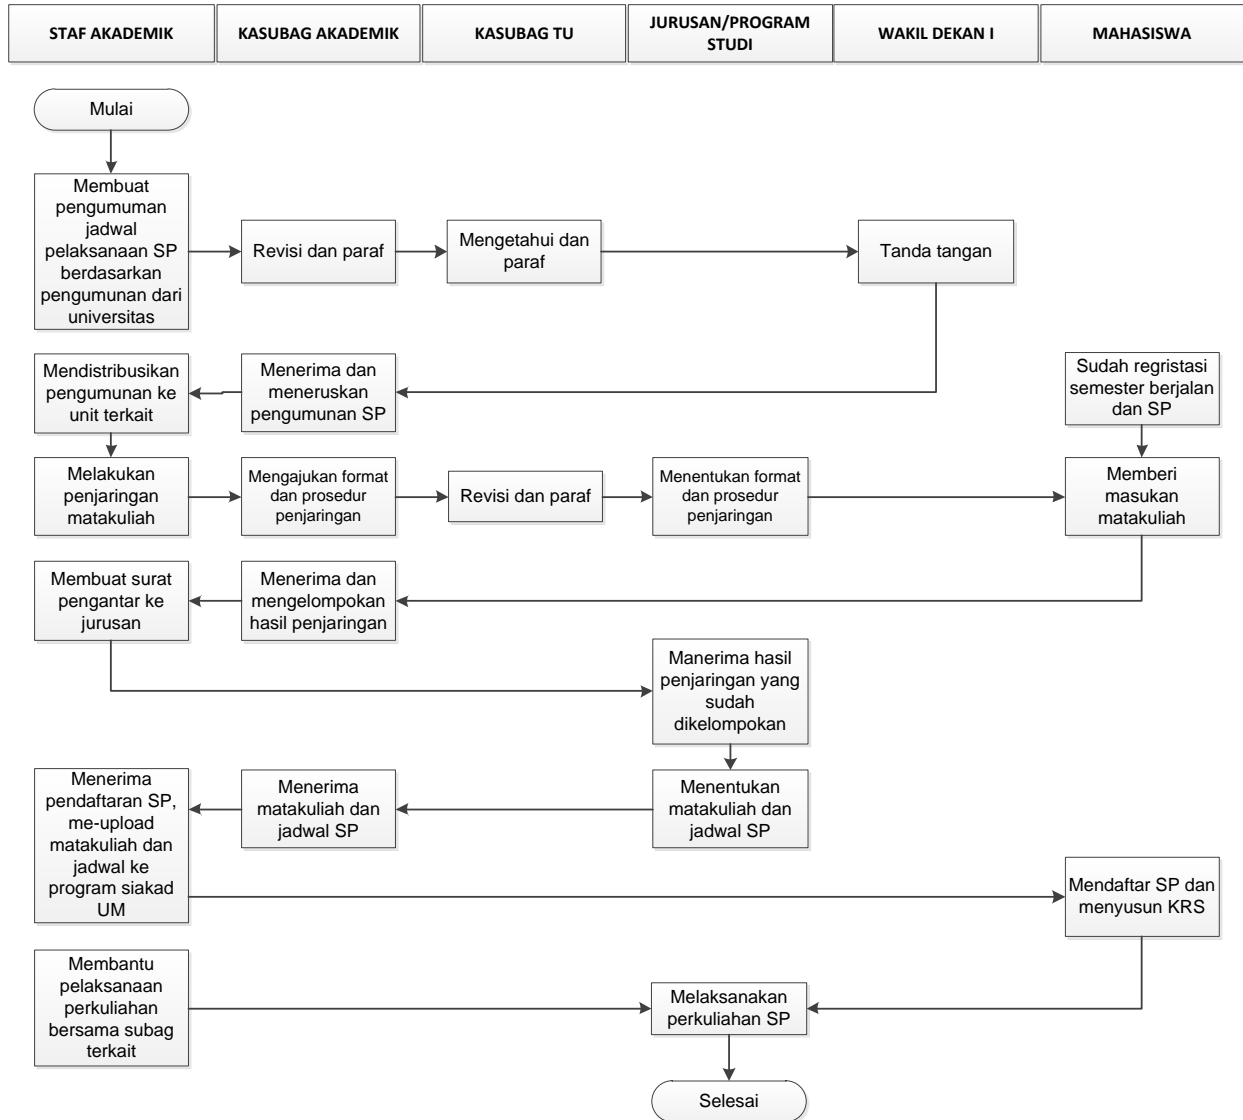 STAF AKADEMIK
KASUBAG AKADEMIK
KASUBAG TU
JURUSAN/PROGRAM
STUDI
WAKIL DEKAN I
MAHASISWA
Mulai
Membuat
pengumuman
jadwal
pelaksanaan SP
berdasarkan
pengumunan dari
universitas
Revisi dan paraf
Mengetahui dan
paraf
Tanda tangan
Mendistribusikan
pengumunan ke
unit terkait
Menerima dan
meneruskan
pengumunan SP
Sudah regristasi
semester berjalan
dan SP
Melakukan
penjaringan
matakuliah
Mengajukan format
dan prosedur
penjaringan
Revisi dan paraf
Menentukan format
dan prosedur
penjaringan
Memberi
masukan
matakuliah
Membuat surat
pengantar ke
jurusan
Menerima dan
mengelompokan
hasil penjaringan
Manerima hasil
penjaringan yang
sudah
dikelompokan
Menerima
pendaftaran SP,
me-upload
matakuliah dan
jadwal ke
program siakad
UM
Menerima
matakuliah dan
jadwal SP
Menentukan
matakuliah dan
jadwal SP
Mendaftar SP dan
menyusun KRS
Membantu
pelaksanaan
perkuliahan
bersama subag
terkait
Melaksanakan
perkuliahan SP
Selesai